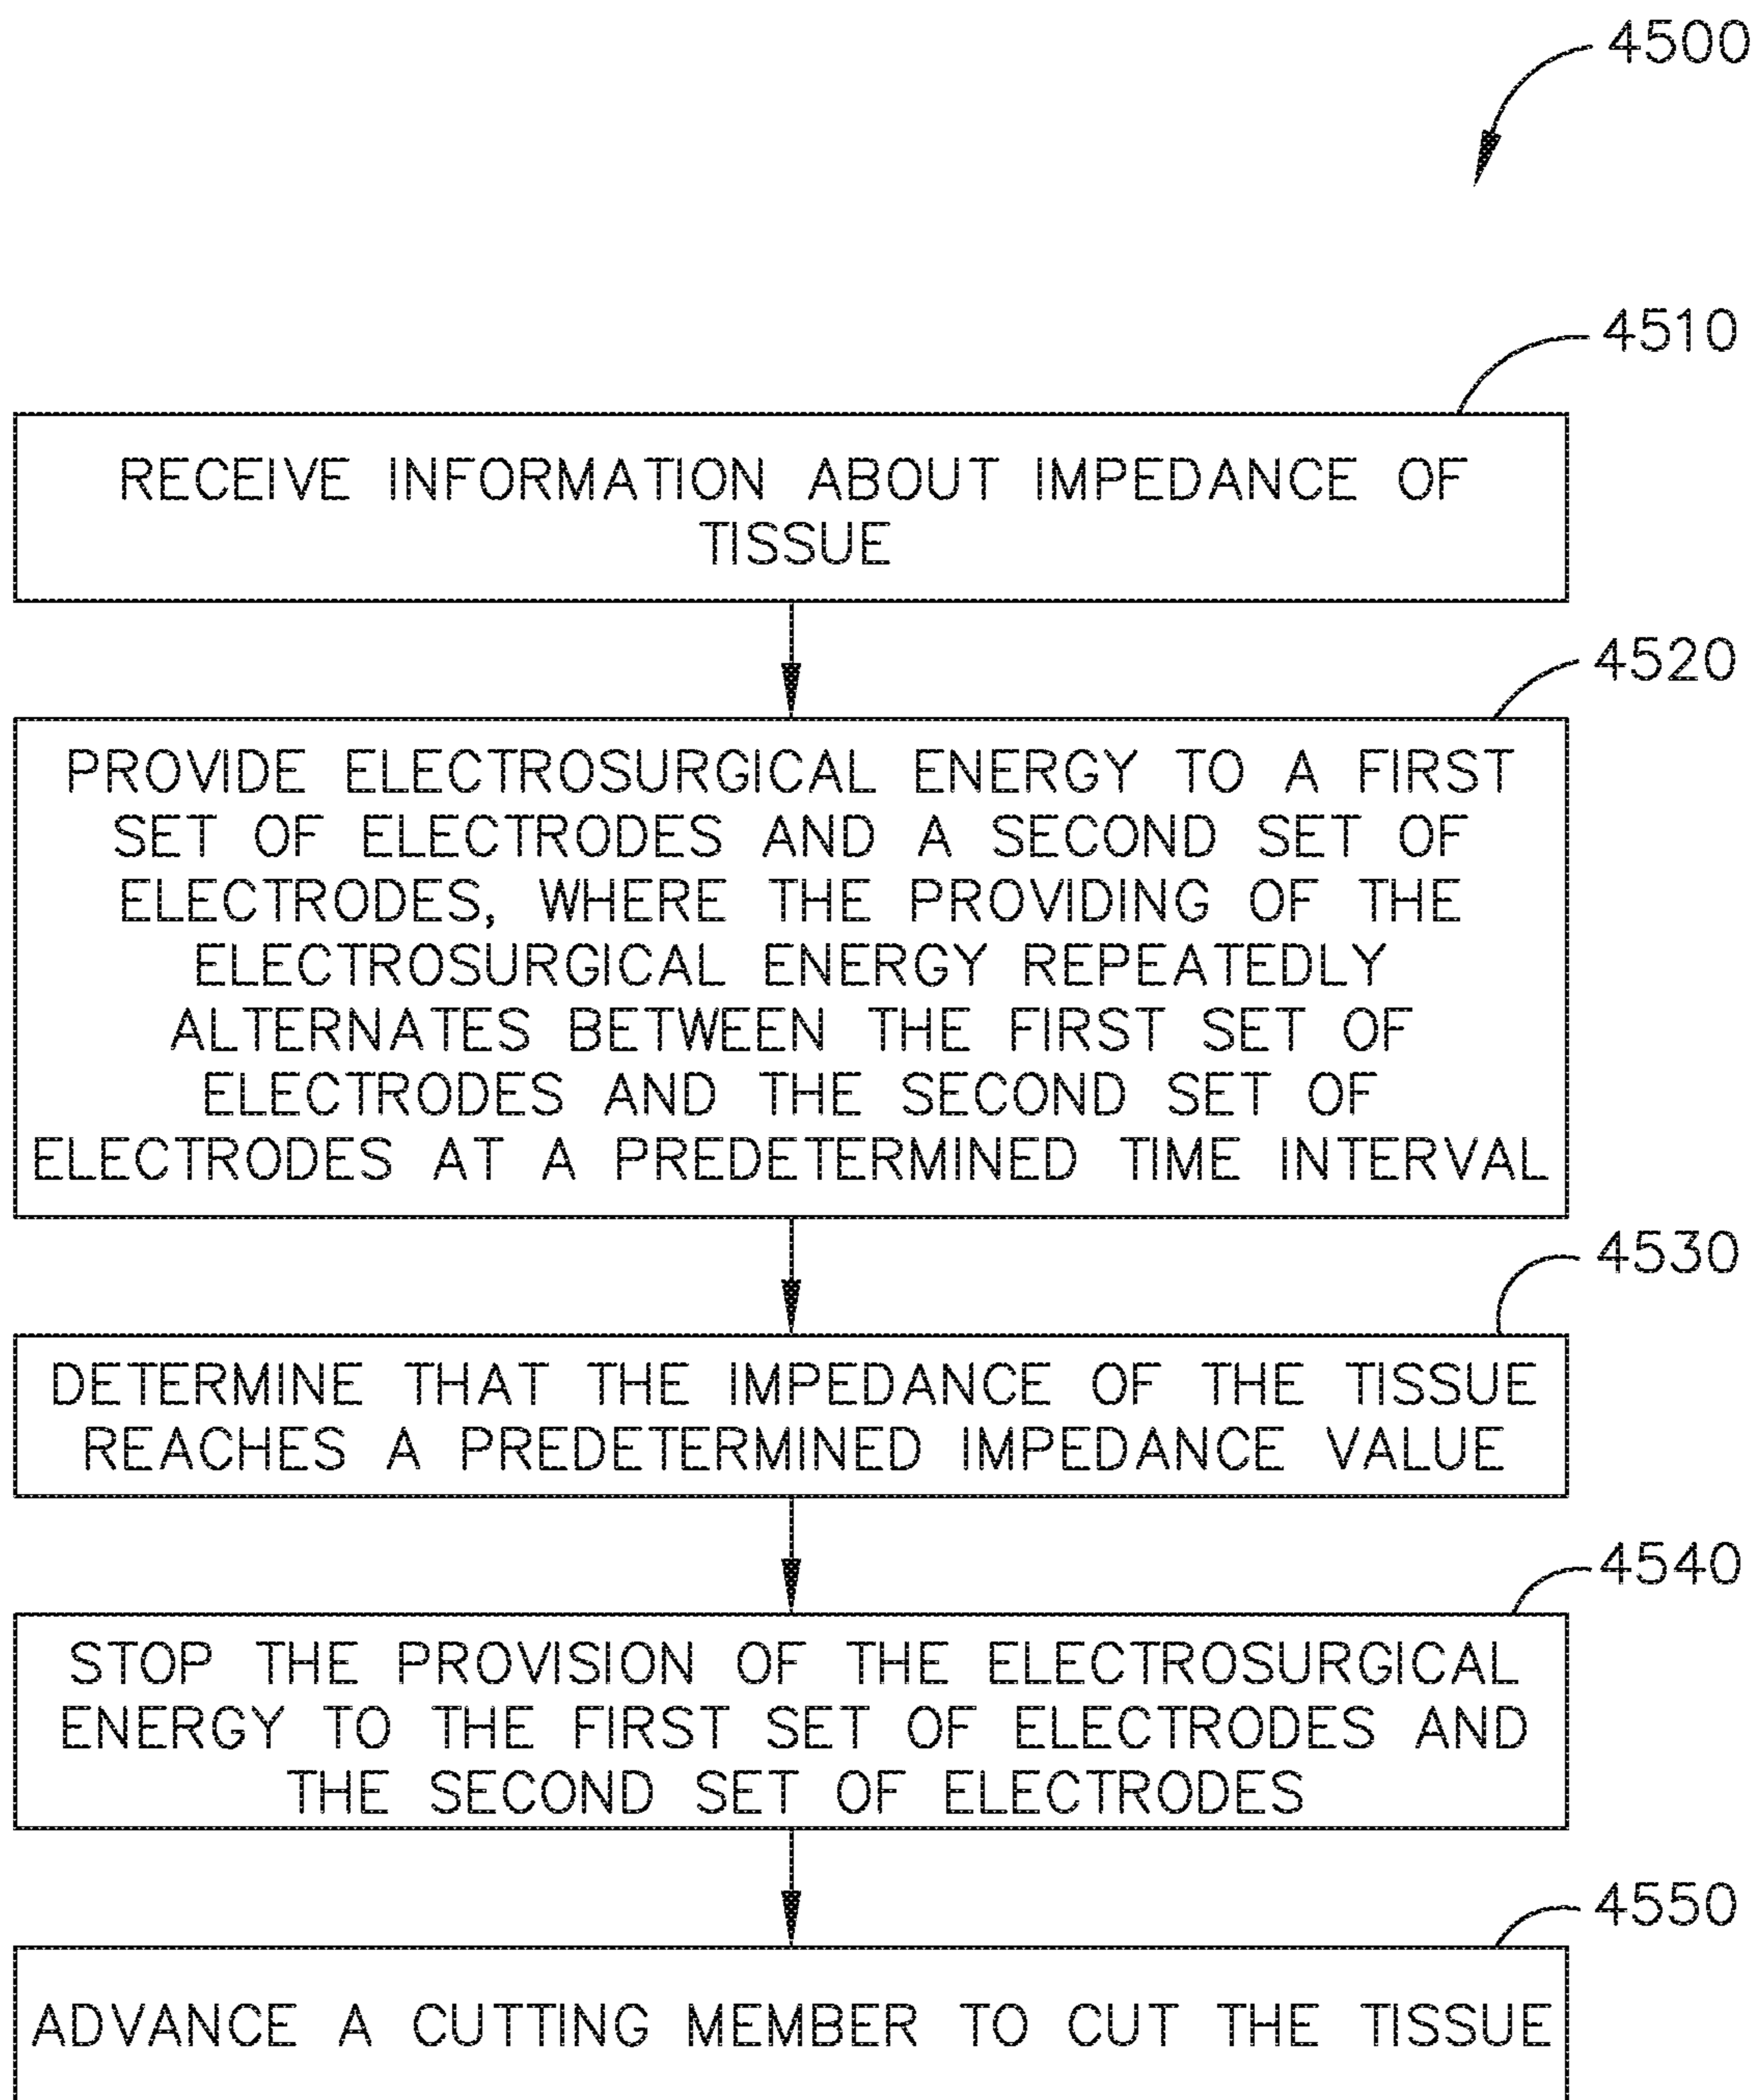 4500
4510
RECEIVE INFORMATION ABOUT IMPEDANCE OF
TISSUE
4520
PROVIDE ELECTROSURGICAL ENERGY TO A FIRST
SET OF ELECTRODES AND A SECOND SET OF
ELECTRODES, WHERE THE PROVIDING OF THE
ELECTROSURGICAL ENERGY REPEATEDLY
ALTERNATES BETWEEN THE FIRST SET OF
ELECTRODES AND THE SECOND SET OF
ELECTRODES AT A PREDETERMINED TIME INTERVAL
4530
DETERMINE THAT THE IMPEDANCE OF THE TISSUE
REACHES A PREDETERMINED IMPEDANCE VALUE
4540
STOP THE PROVISION OF THE ELECTROSURGICAL
ENERGY TO THE FIRST SET OF ELECTRODES AND
THE SECOND SET OF ELECTRODES
4550
ADVANCE A CUTTING MEMBER TO CUT THE TISSUE